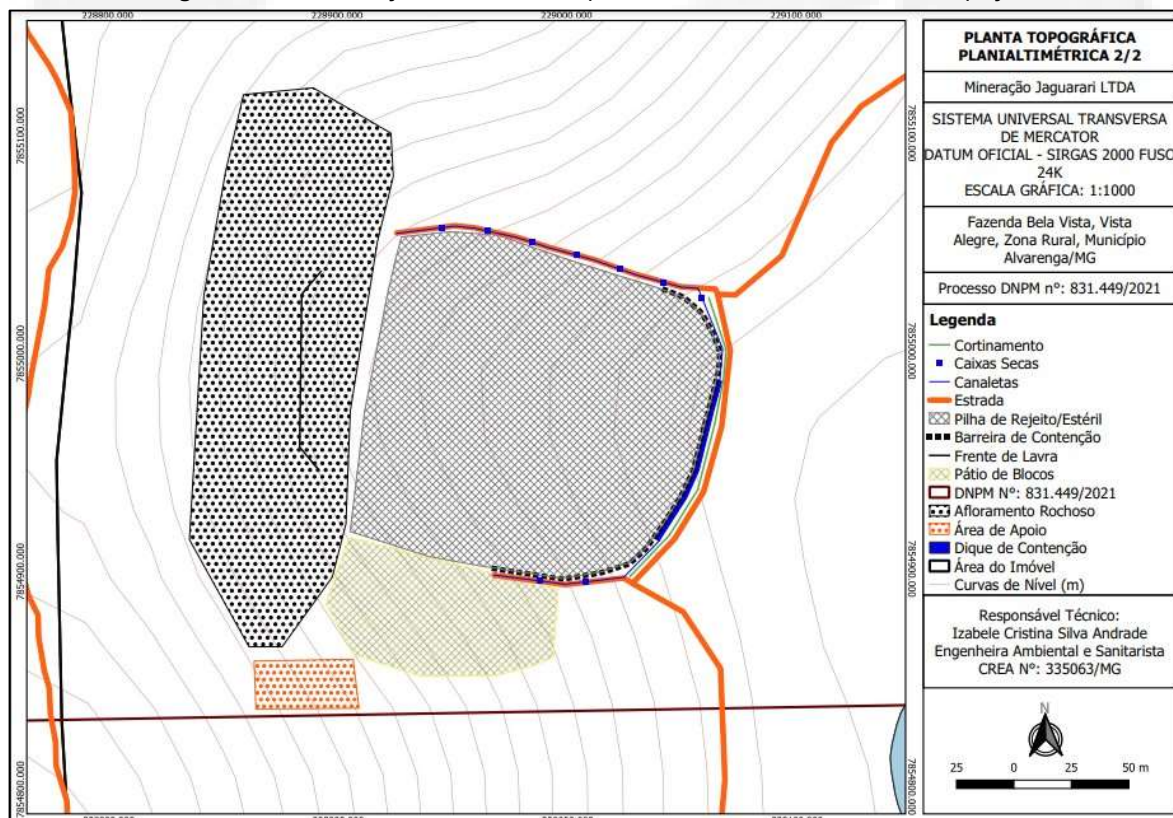 228800.000 228900.000 229000.000 229100.000
7855100.000
7855000.000
7854900.000
7854800.000
7855100.000
7855000.000
7854900.000
7854800.000
PLANTA TOPOGRÁFICA
PLANIALTIMÉTRICA 2/2
Mineração Jaguarari LTDA
SISTEMA UNIVERSAL TRANSVERSA
DE MERCATOR
DATUM OFICIAL - SIRGAS 2000 FUSO
24K
ESCALA GRÁFICA: 1:1000
Fazenda Bela Vista, Vista
Alegre, Zona Rural, Município
Alvarenga/MG
Processo DNPM nº: 831.449/2021
Legenda
Cortinamento
Caixas Secas
Canaletas
Estrada
Pilha de Rejeito/Estéril
Barreira de Contenção
Frente de Lavra
Pátio de Blocos
DNPM Nº: 831.449/2021
Afloramento Rochoso
Área de Apoio
Dique de Contenção
Área do Imóvel
Curvas de Nível (m)
Responsável Técnico:
Izabele Cristina Silva Andrade
Engenheira Ambiental e Sanitarista
CREA Nº: 335063/MG
N
25 0 25 50 m